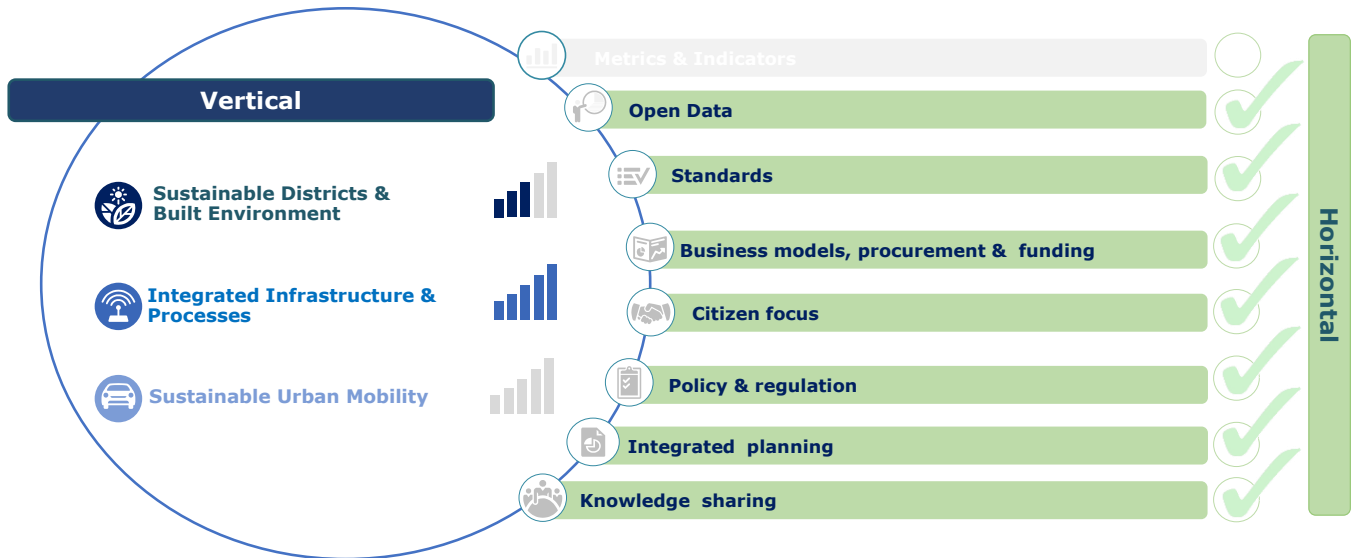 Metrics & Indicators
Vertical
Open Data
Sustainable Districts &
Built Environment
Standards
Business models, procurement & funding
Integrated Infrastructure &
Processes
Citizen focus
Sustainable Urban Mobility
Policy & regulation
Integrated planning
Knowledge sharing
Horizontal